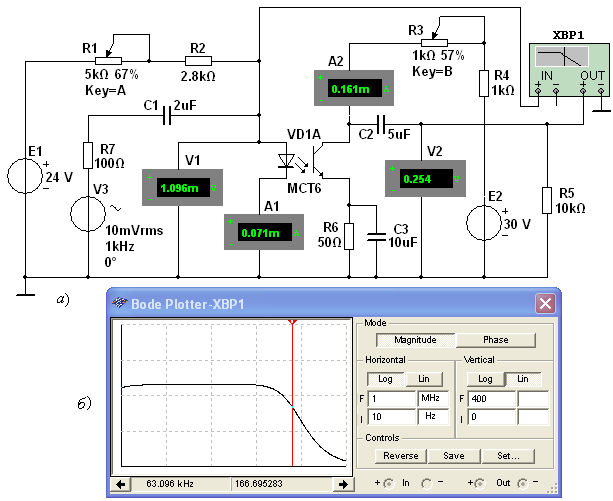 R1
5kΩ 67%
Key=A
R2
2.8kΩ
A2
0.161m
A
R3
1kΩ 57%
Key=B
R4
1kΩ
XBP1
IN
OUT
C1
2uF
R7
100Ω
E1
24 V
V3
10mVrms
1kHz
0°
V1
1.096m
V
VD1A
MCT6
A1
0.071m
A
C2
5uF
V2
0.254
V
E2
30 V
R5
10kΩ
R6
50Ω
C3
10uF
а)
б)
Bode Plotter-XBP1
Mode
Magnitude
Phase
Horizontal
Vertical
Log
Lin
Log
Lin
F
1
MHz
F
400
I
10
Hz
I
0
Controls
Reverse
Save
Set...
63.096 kHz
166.695283
+ In -
+ Out -